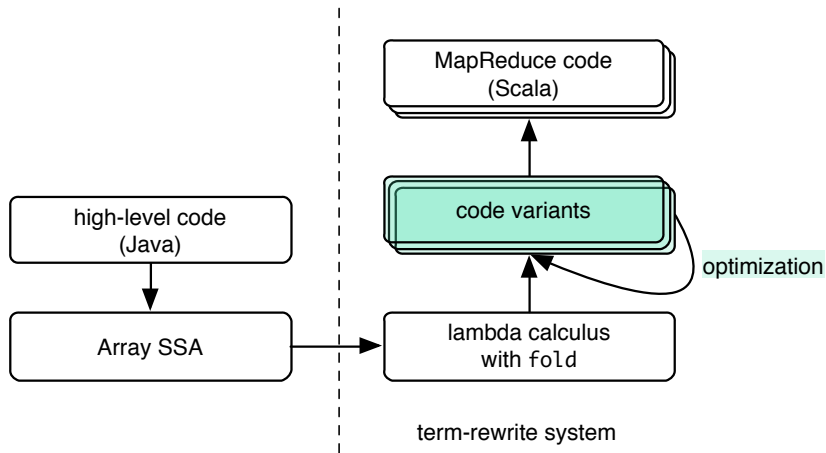 MapReduce code
(Scala)
code variants
high-level code
(Java)
optimization
Array SSA
lambda calculus
with fold
term-rewrite system